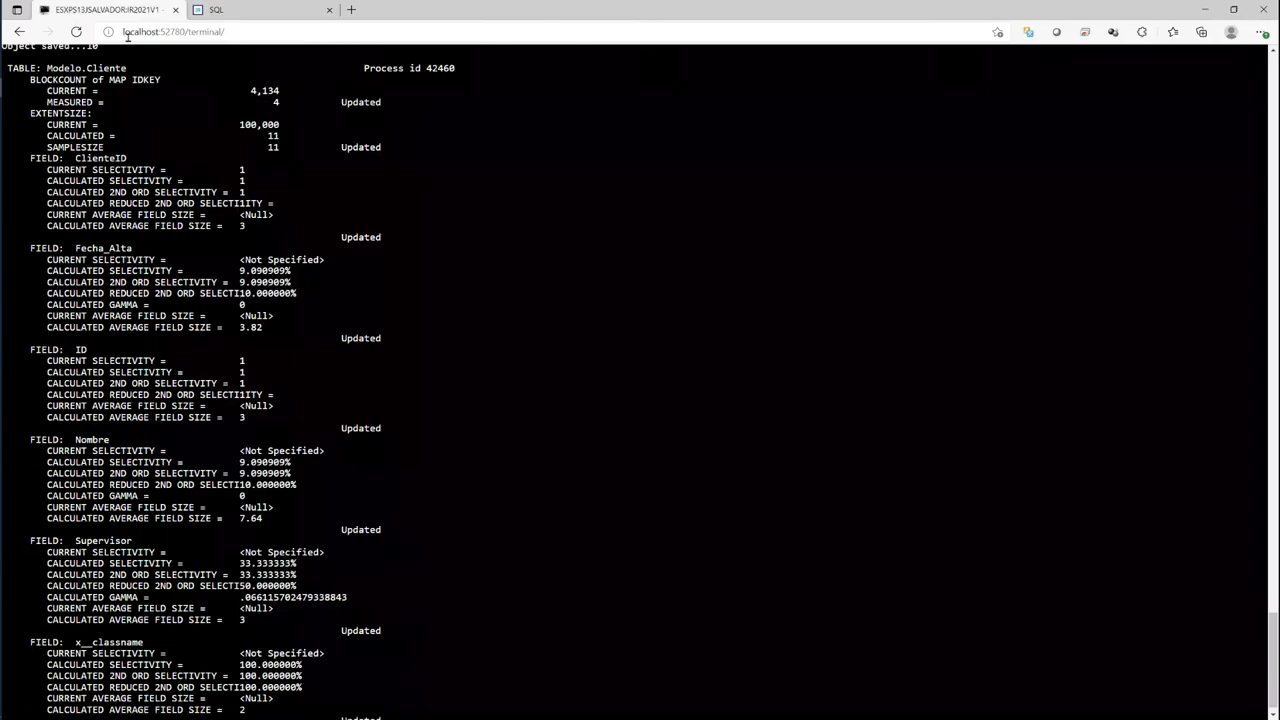 ESXPS13JSALVADOR:IR2021V1 -
SQL
localhost:52780/terminal/
Object saved...10
TABLE: Modelo.Cliente Process id 42460
BLOCKCOUNT of MAP IDKEY
CURRENT = 4,134
MEASURED = 4 Updated
EXTENTSIZE:
CURRENT = 100,000
CALCULATED = 11
SAMPLESIZE 11 Updated
FIELD: ClienteID
CURRENT SELECTIVITY = 1
CALCULATED SELECTIVITY = 1
CALCULATED 2ND ORD SELECTIVITY = 1
CALCULATED REDUCED 2ND ORD SELECTI1ITY =
CURRENT AVERAGE FIELD SIZE = <Null>
CALCULATED AVERAGE FIELD SIZE = 3
Updated
FIELD: Fecha_Alta
CURRENT SELECTIVITY = <Not Specified>
CALCULATED SELECTIVITY = 9.090909%
CALCULATED 2ND ORD SELECTIVITY = 9.090909%
CALCULATED REDUCED 2ND ORD SELECTI10.000000%
CALCULATED GAMMA = 0
CURRENT AVERAGE FIELD SIZE = <Null>
CALCULATED AVERAGE FIELD SIZE = 3.82
Updated
FIELD: ID
CURRENT SELECTIVITY = 1
CALCULATED SELECTIVITY = 1
CALCULATED 2ND ORD SELECTIVITY = 1
CALCULATED REDUCED 2ND ORD SELECTI1ITY =
CURRENT AVERAGE FIELD SIZE = <Null>
CALCULATED AVERAGE FIELD SIZE = 3
Updated
FIELD: Nombre
CURRENT SELECTIVITY = <Not Specified>
CALCULATED SELECTIVITY = 9.090909%
CALCULATED 2ND ORD SELECTIVITY = 9.090909%
CALCULATED REDUCED 2ND ORD SELECTI10.000000%
CALCULATED GAMMA = 0
CURRENT AVERAGE FIELD SIZE = <Null>
CALCULATED AVERAGE FIELD SIZE = 7.64
Updated
FIELD: Supervisor
CURRENT SELECTIVITY = <Not Specified>
CALCULATED SELECTIVITY = 33.333333%
CALCULATED 2ND ORD SELECTIVITY = 33.333333%
CALCULATED REDUCED 2ND ORD SELECTI50.000000%
CALCULATED GAMMA = .066115702479338843
CURRENT AVERAGE FIELD SIZE = <Null>
CALCULATED AVERAGE FIELD SIZE = 3
Updated
FIELD: x__classname
CURRENT SELECTIVITY = <Not Specified>
CALCULATED SELECTIVITY = 100.000000%
CALCULATED 2ND ORD SELECTIVITY = 100.000000%
CALCULATED REDUCED 2ND ORD SELECTI100.000000%
CURRENT AVERAGE FIELD SIZE = <Null>
CALCULATED AVERAGE FIELD SIZE = 2
Updated